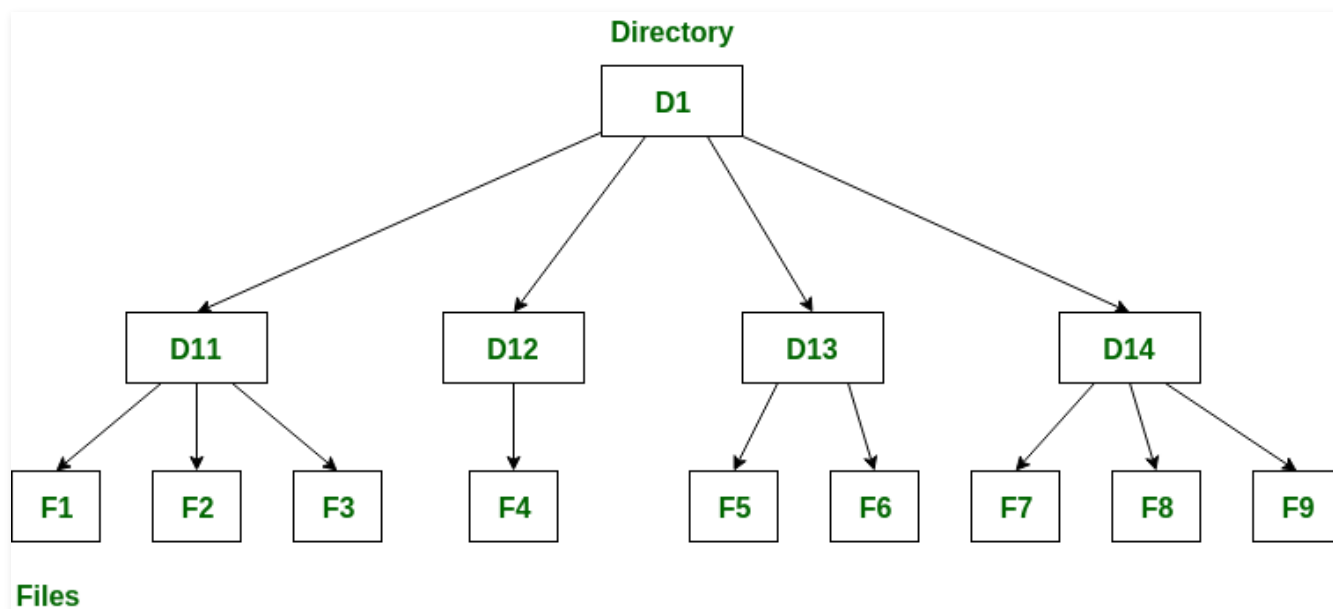 Directory
D1
D11 D12 D13 D14
F1 F2 F3 F4 F5 F6 F7 F8 F9
Files